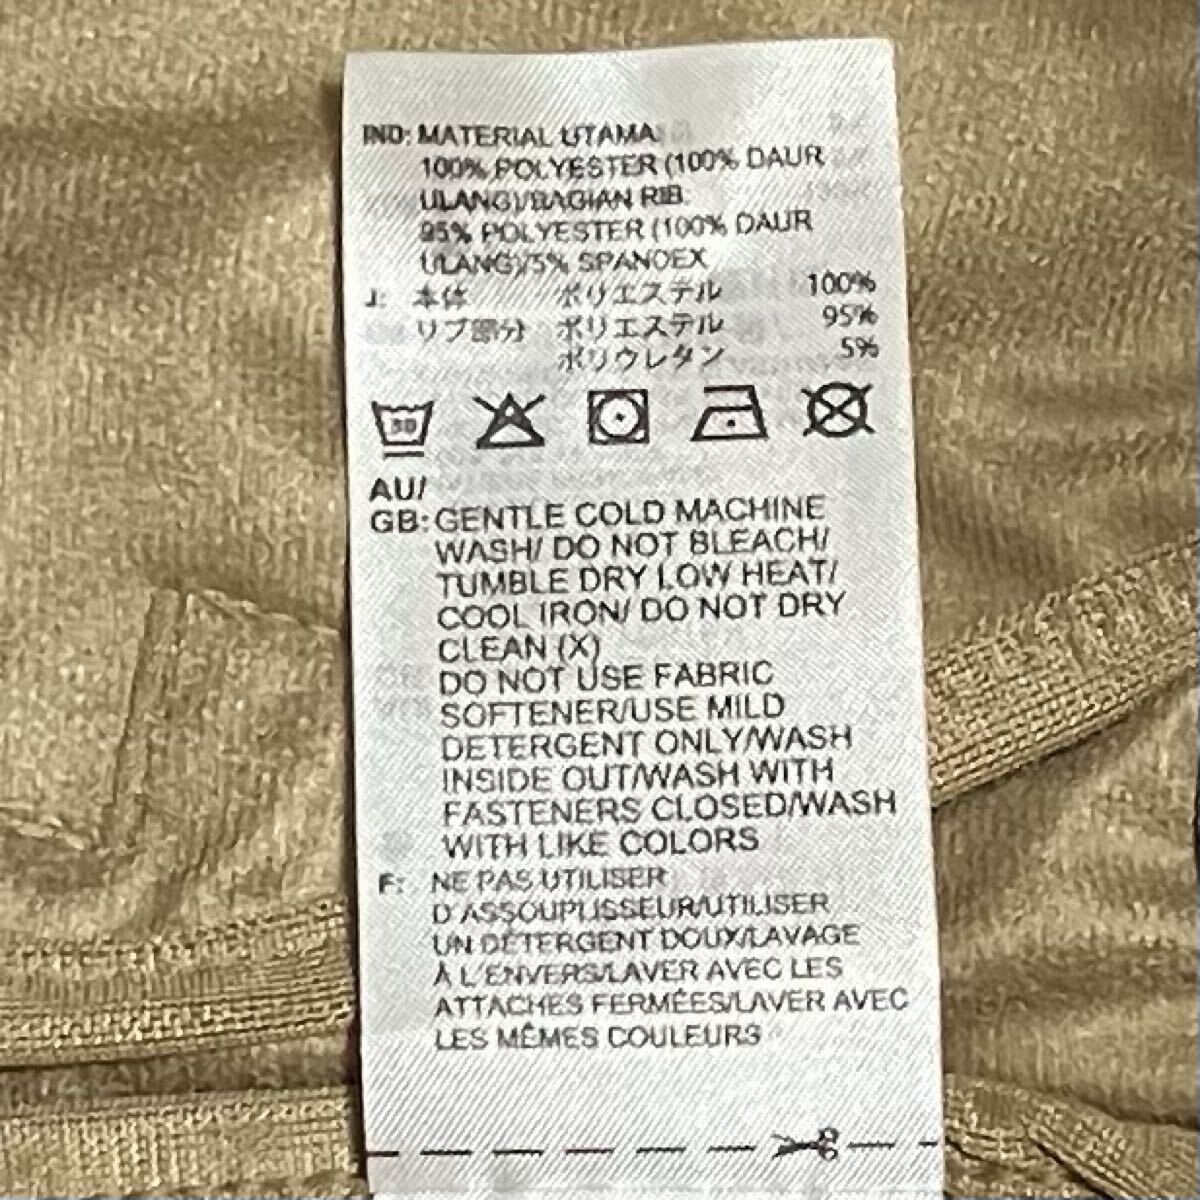 IND: MATERIAL UTAMA:
100% POLYESTER (100% DAUR
ULANG)/BAGIAN RIB:
95% POLYESTER (100% DAUR
ULANG)/5% SPANDEX
J: 本体 ポリエステル 100%
リブ部分 ポリエステル 95%
ポリウレタン 5%
30
AU/
GB: GENTLE COLD MACHINE
WASH/ DO NOT BLEACH/
TUMBLE DRY LOW HEAT/
COOL IRON/ DO NOT DRY
CLEAN (X)
DO NOT USE FABRIC
SOFTENER/USE MILD
DETERGENT ONLY/WASH
INSIDE OUT/WASH WITH
FASTENERS CLOSED/WASH
WITH LIKE COLORS
F: NE PAS UTILISER
D'ASSOUPLISSEUR/UTILISER
UN DÉTERGENT DOUX/LAVAGE
À L'ENVERS/LAVER AVEC LES
ATTACHES FERMÉES/LAVER AVEC
LES MÊMES COULEURS